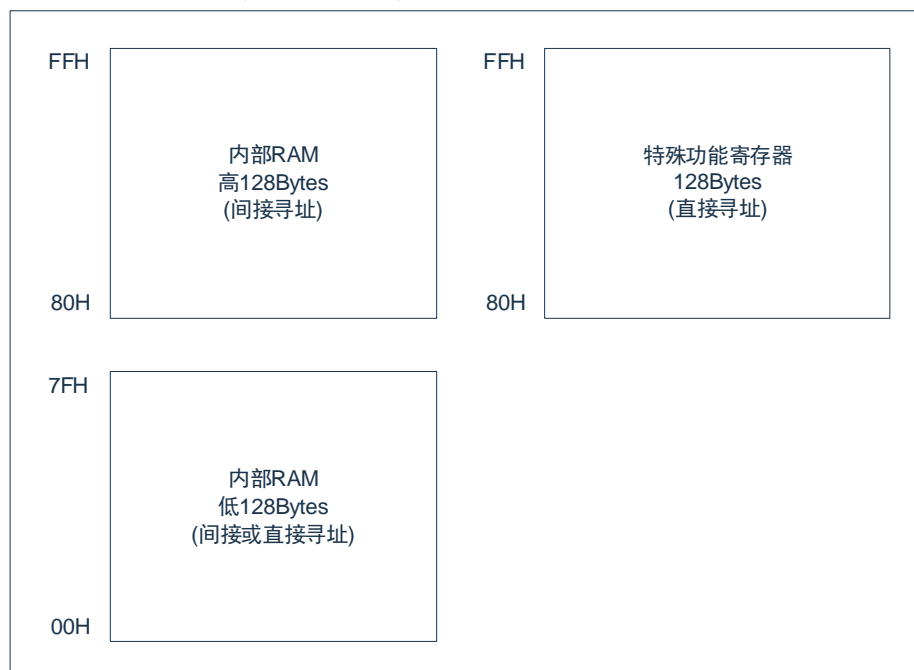 FFH
内部RAM
高128Bytes
(间接寻址)
80H
FFH
特殊功能寄存器
128Bytes
(直接寻址)
80H
7FH
内部RAM
低128Bytes
(间接或直接寻址)
00H